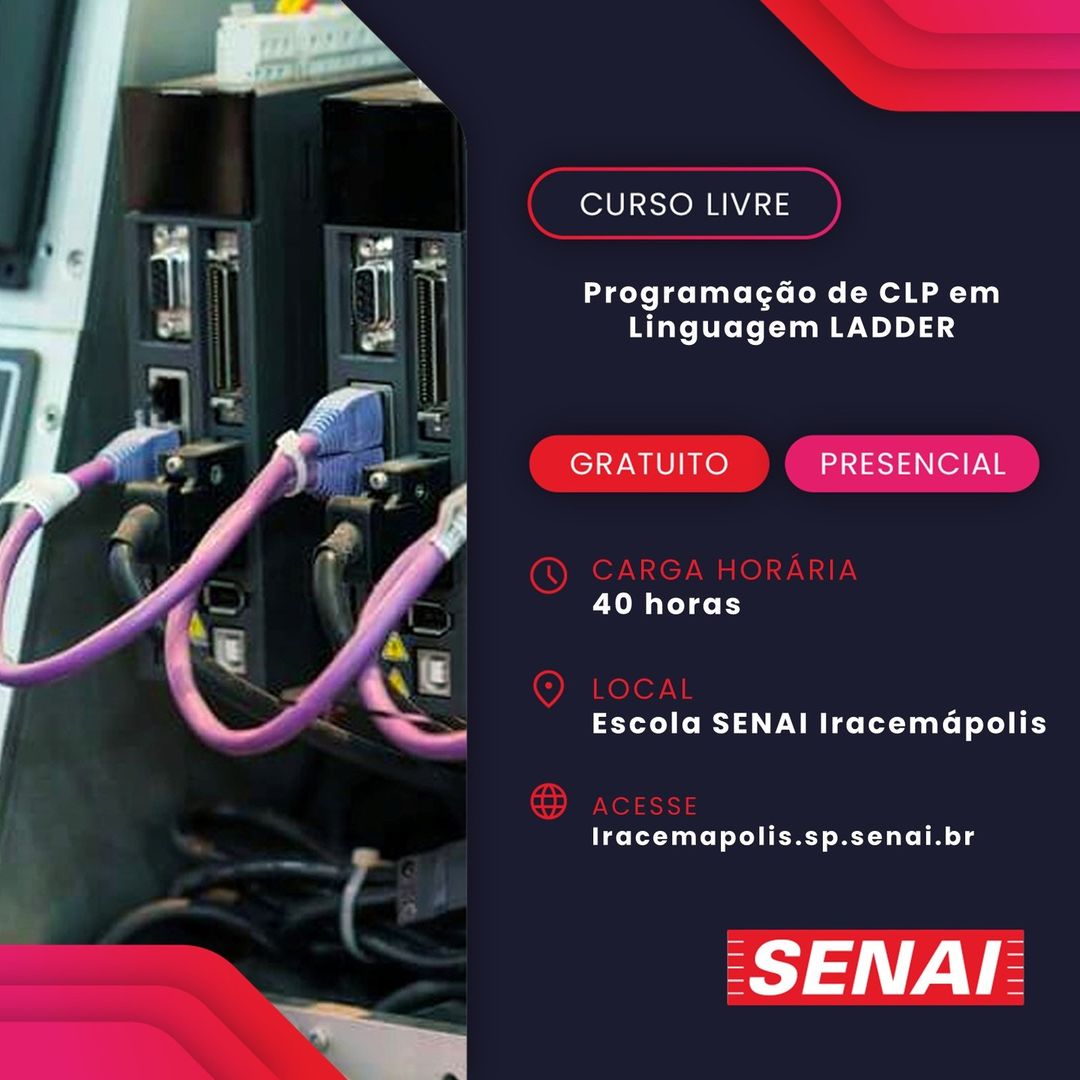 CURSO LIVRE
Programação de CLP em
Linguagem LADDER
GRATUITO
PRESENCIAL
CARGA HORÁRIA
40 horas
LOCAL
Escola SENAI Iracemápolis
ACESSE
Iracemapolis.sp.senai.br
SENAI